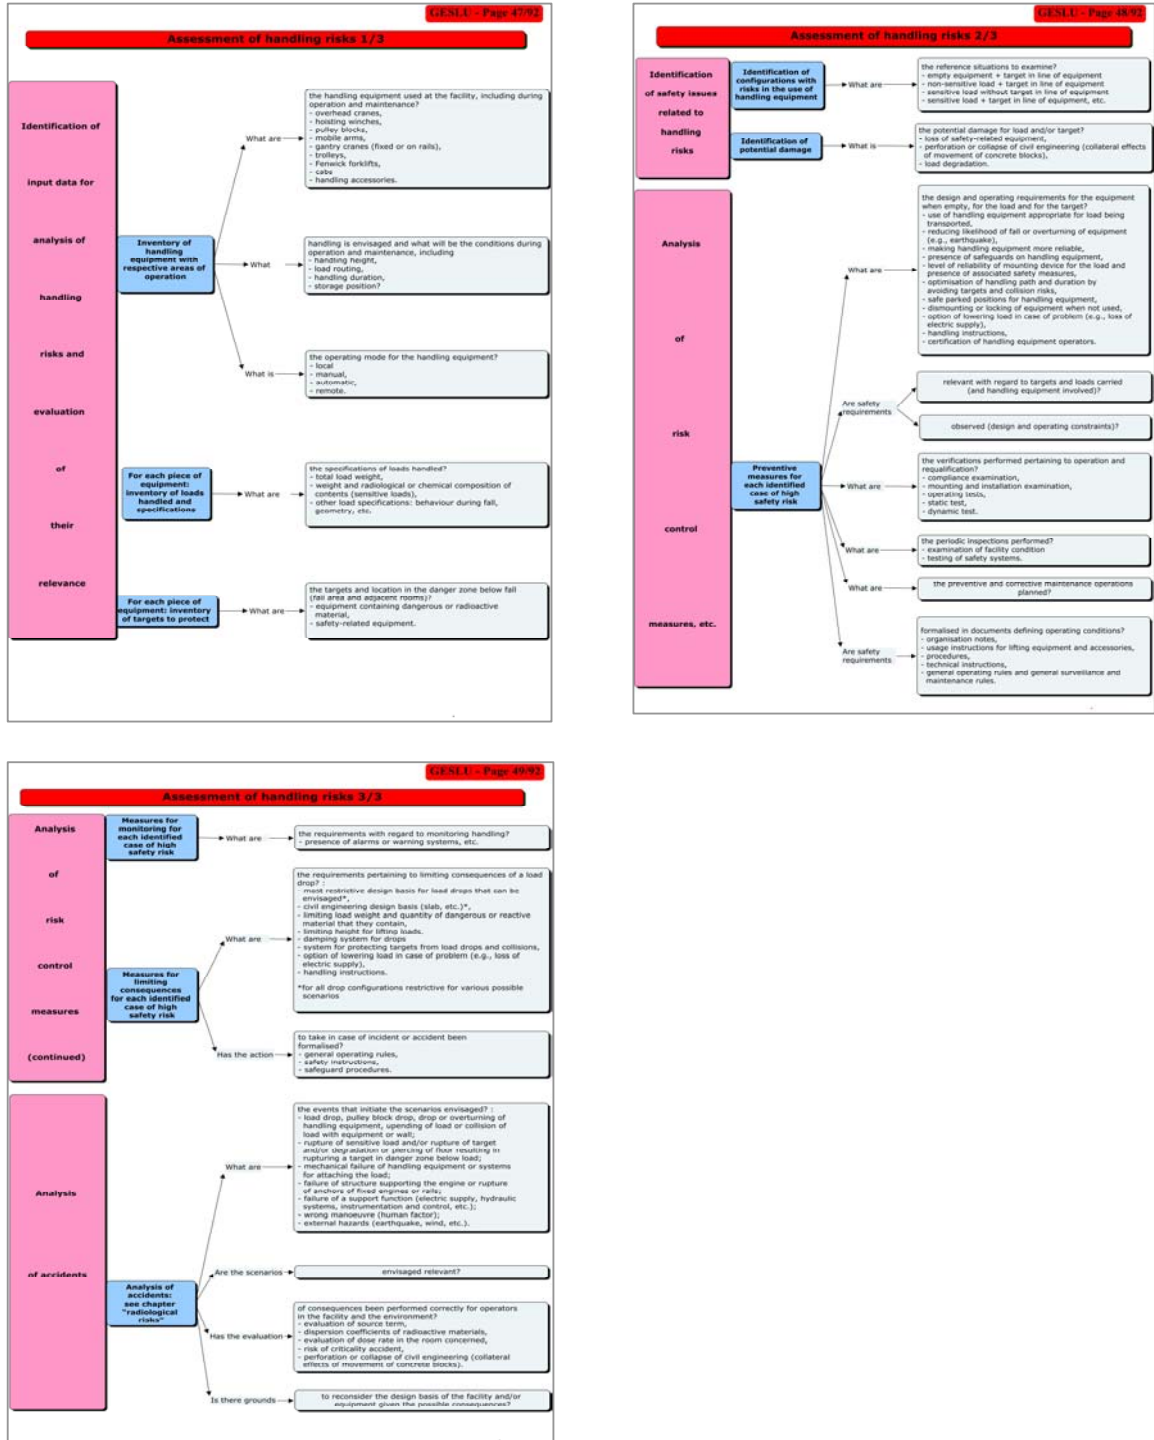 GESLU - Page 47/92
Assessment of handling risks 1/3
Identification of
input data for
analysis of
handling
risks and
evaluation
of
their
relevance
Inventory of
handling
equipment with
respective areas of
operation
What are
the handling equipment used at the facility, including during
operation and maintenance?
- overhead cranes,
- hoisting winches,
- pulley blocks,
- mobile arms,
- gantry cranes (fixed or on rails),
- trolleys,
- Fenwick forklifts,
- cabs
- handling accessories.
What
handling is envisaged and what will be the conditions during
operation and maintenance, including
- handling height,
- load routing,
- handling duration,
- storage position?
What is
the operating mode for the handling equipment?
- local
- manual,
- automatic,
- remote.
For each piece of
equipment:
inventory of loads
handled and
specifications
What are
the specifications of loads handled?
- total load weight,
- weight and radiological or chemical composition of
contents (sensitive loads),
- other load specifications: behaviour during fall,
geometry, etc.
For each piece of
equipment: inventory
of targets to protect
What are
the targets and location in the danger zone below fall
(fall area and adjacent rooms)?
- equipment containing dangerous or radioactive
material,
- safety-related equipment.
GESLU - Page 48/92
Assessment of handling risks 2/3
Identification
of safety issues
related to
handling
risks
Identification of
configurations with
risks in the use of
handling equipment
What are
the reference situations to examine?
- empty equipment + target in line of equipment
- non-sensitive load + target in line of equipment
- sensitive load without target in line of equipment
- sensitive load + target in line of equipment, etc.
Identification of
potential damage
What is
the potential damage for load and/or target?
- loss of safety-related equipment,
- perforation or collapse of civil engineering (collateral effects
of movement of concrete blocks),
- load degradation.
Analysis
of
risk
control
measures, etc.
Preventive
measures for
each identified
case of high
safety risk
What are
the design and operating requirements for the equipment
when empty, for the load and for the target?
- use of handling equipment appropriate for load being
transported,
- reducing likelihood of fall or overturning of equipment
(e.g., earthquake),
- making handling equipment more reliable,
- presence of safeguards on handling equipment,
- level of reliability of mounting device for the load and
presence of associated safety measures,
- optimisation of handling path and duration by
avoiding targets and collision risks,
- safe parked positions for handling equipment,
- dismounting or locking of equipment when not used,
- option of lowering load in case of problem (e.g., loss of
electric supply),
- handling instructions,
- certification of handling equipment operators.
Are safety
requirements
relevant with regard to targets and loads carried
(and handling equipment involved)?
observed (design and operating constraints)?
What are
the verifications performed pertaining to operation and
requalification?
- compliance examination,
- mounting and installation examination,
- operating tests,
- static test,
- dynamic test.
What are
the periodic inspections performed?
- examination of facility condition
- testing of safety systems.
What are
the preventive and corrective maintenance operations
planned?
Are safety
requirements
formalised in documents defining operating conditions?
- organisation notes,
- usage instructions for lifting equipment and accessories,
- procedures,
- technical instructions,
- general operating rules and general surveillance and
maintenance rules.
GESLU - Page 49/92
Assessment of handling risks 3/3
Analysis
of
risk
control
measures
(continued)
Measures for
monitoring for
each identified
case of high
safety risk
What are
the requirements with regard to monitoring handling?
- presence of alarms or warning systems, etc.
Measures for
limiting
consequences
for each identified
case of high
safety risk
What are
the requirements pertaining to limiting consequences of a load
drop? :
- most restrictive design basis for load drops that can be
envisaged*,
- civil engineering design basis (slab, etc.)*,
- limiting load weight and quantity of dangerous or reactive
material that they contain,
- limiting height for lifting loads.
- damping system for drops
- system for protecting targets from load drops and collisions,
- option of lowering load in case of problem (e.g., loss of
electric supply),
- handling instructions.
*for all drop configurations restrictive for various possible
scenarios
Has the action
to take in case of incident or accident been
formalised?
- general operating rules,
- safety instructions,
- safeguard procedures.
Analysis
of accidents
Analysis of
accidents:
see chapter
"radiological
risks"
What are
the events that initiate the scenarios envisaged? :
- load drop, pulley block drop, drop or overturning of
handling equipment, upending of load or collision of
load with equipment or wall;
- rupture of sensitive load and/or rupture of target
and/or degradation or piercing of floor resulting in
rupturing a target in danger zone below load;
- mechanical failure of handling equipment or systems
for attaching the load;
- failure of structure supporting the engine or rupture
of anchors of fixed engines or rails;
- failure of a support function (electric supply, hydraulic
systems, instrumentation and control, etc.);
- wrong manoeuvre (human factor);
- external hazards (earthquake, wind, etc.).
Are the scenarios
envisaged relevant?
Has the evaluation
of consequences been performed correctly for operators
in the facility and the environment?
- evaluation of source term,
- dispersion coefficients of radioactive materials,
- evaluation of dose rate in the room concerned,
- risk of criticality accident,
- perforation or collapse of civil engineering (collateral
effects of movement of concrete blocks).
Is there grounds
to reconsider the design basis of the facility and/or
equipment given the possible consequences?